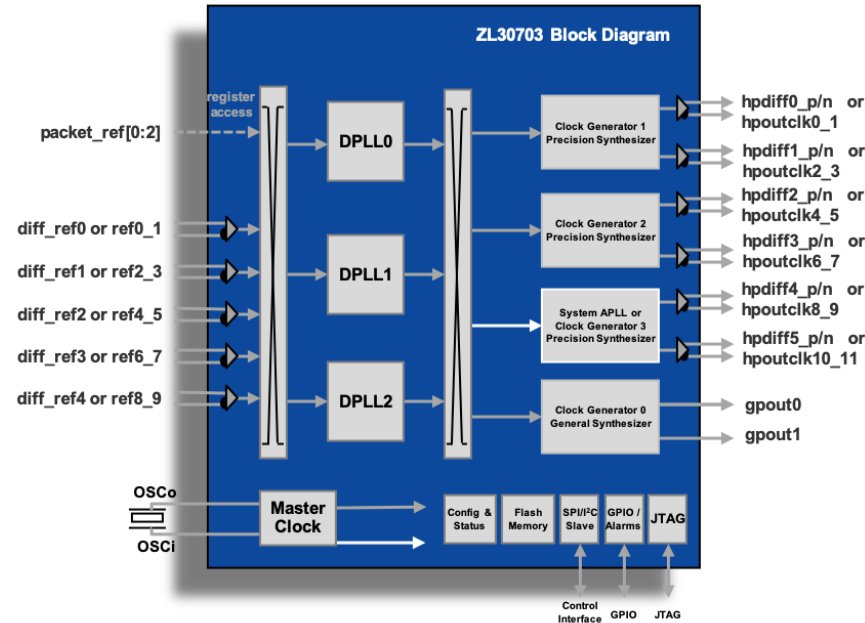 ZL30703 Block Diagram
register
access
packet_ref[0:2]
diff_ref0 or ref0_1
diff_ref1 or ref2_3
diff_ref2 or ref4_5
diff_ref3 or ref6_7
diff_ref4 or ref8_9
DPLL0
DPLL1
DPLL2
Clock Generator 1
Precision Synthesizer
Clock Generator 2
Precision Synthesizer
System APLL or
Clock Generator 3
Precision Synthesizer
Clock Generator 0
General Synthesizer
hpdiff0_p/n or
hpoutclk0_1
hpdiff1_p/n or
hpoutclk2_3
hpdiff2_p/n or
hpoutclk4_5
hpdiff3_p/n or
hpoutclk6_7
hpdiff4_p/n or
hpoutclk8_9
hpdiff5_p/n or
hpoutclk10_11
gpout0
gpout1
OSCo
OSCi
Master
Clock
Config &
Status
Flash
Memory
SPI/I²C
Slave
GPIO /
Alarms
JTAG
Control
Interface
GPIO
JTAG